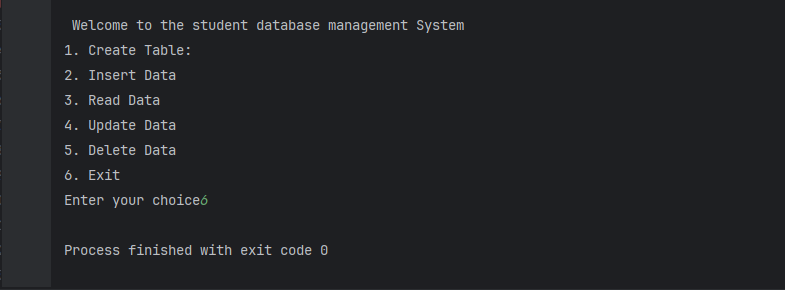 Welcome to the student database management System
1. Create Table:
2. Insert Data
3. Read Data
4. Update Data
5. Delete Data
6. Exit
Enter your choice6
Process finished with exit code 0